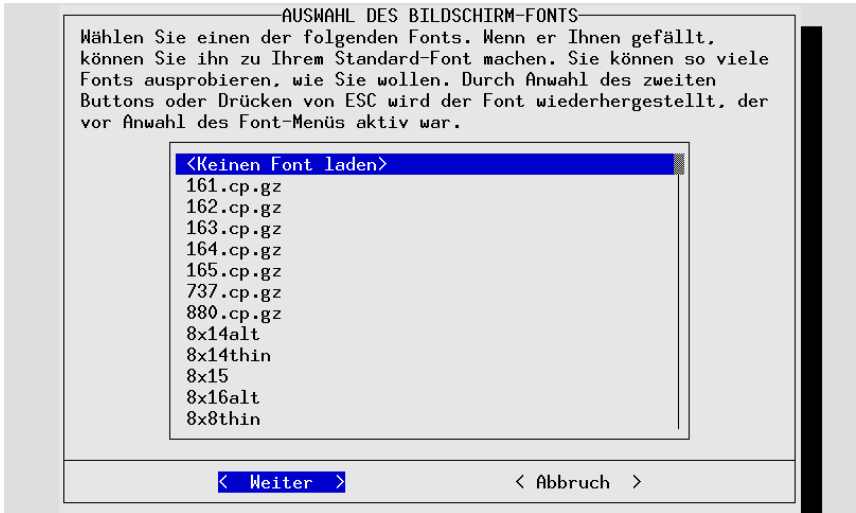 AUSWAHL DES BILDSCHIRM-FONTS
Wählen Sie einen der folgenden Fonts. Wenn er Ihnen gefällt,
können Sie ihn zu Ihrem Standard-Font machen. Sie können so viele
Fonts ausprobieren, wie Sie wollen. Durch Anwahl des zweiten
Buttons oder Drücken von ESC wird der Font wiederhergestellt, der
vor Anwahl des Font-Menüs aktiv war.
<Keinen Font laden>
161.cp.gz
162.cp.gz
163.cp.gz
164.cp.gz
165.cp.gz
737.cp.gz
880.cp.gz
8x14alt
8x14thin
8x15
8x16alt
8x8thin
< Weiter > < Abbruch >